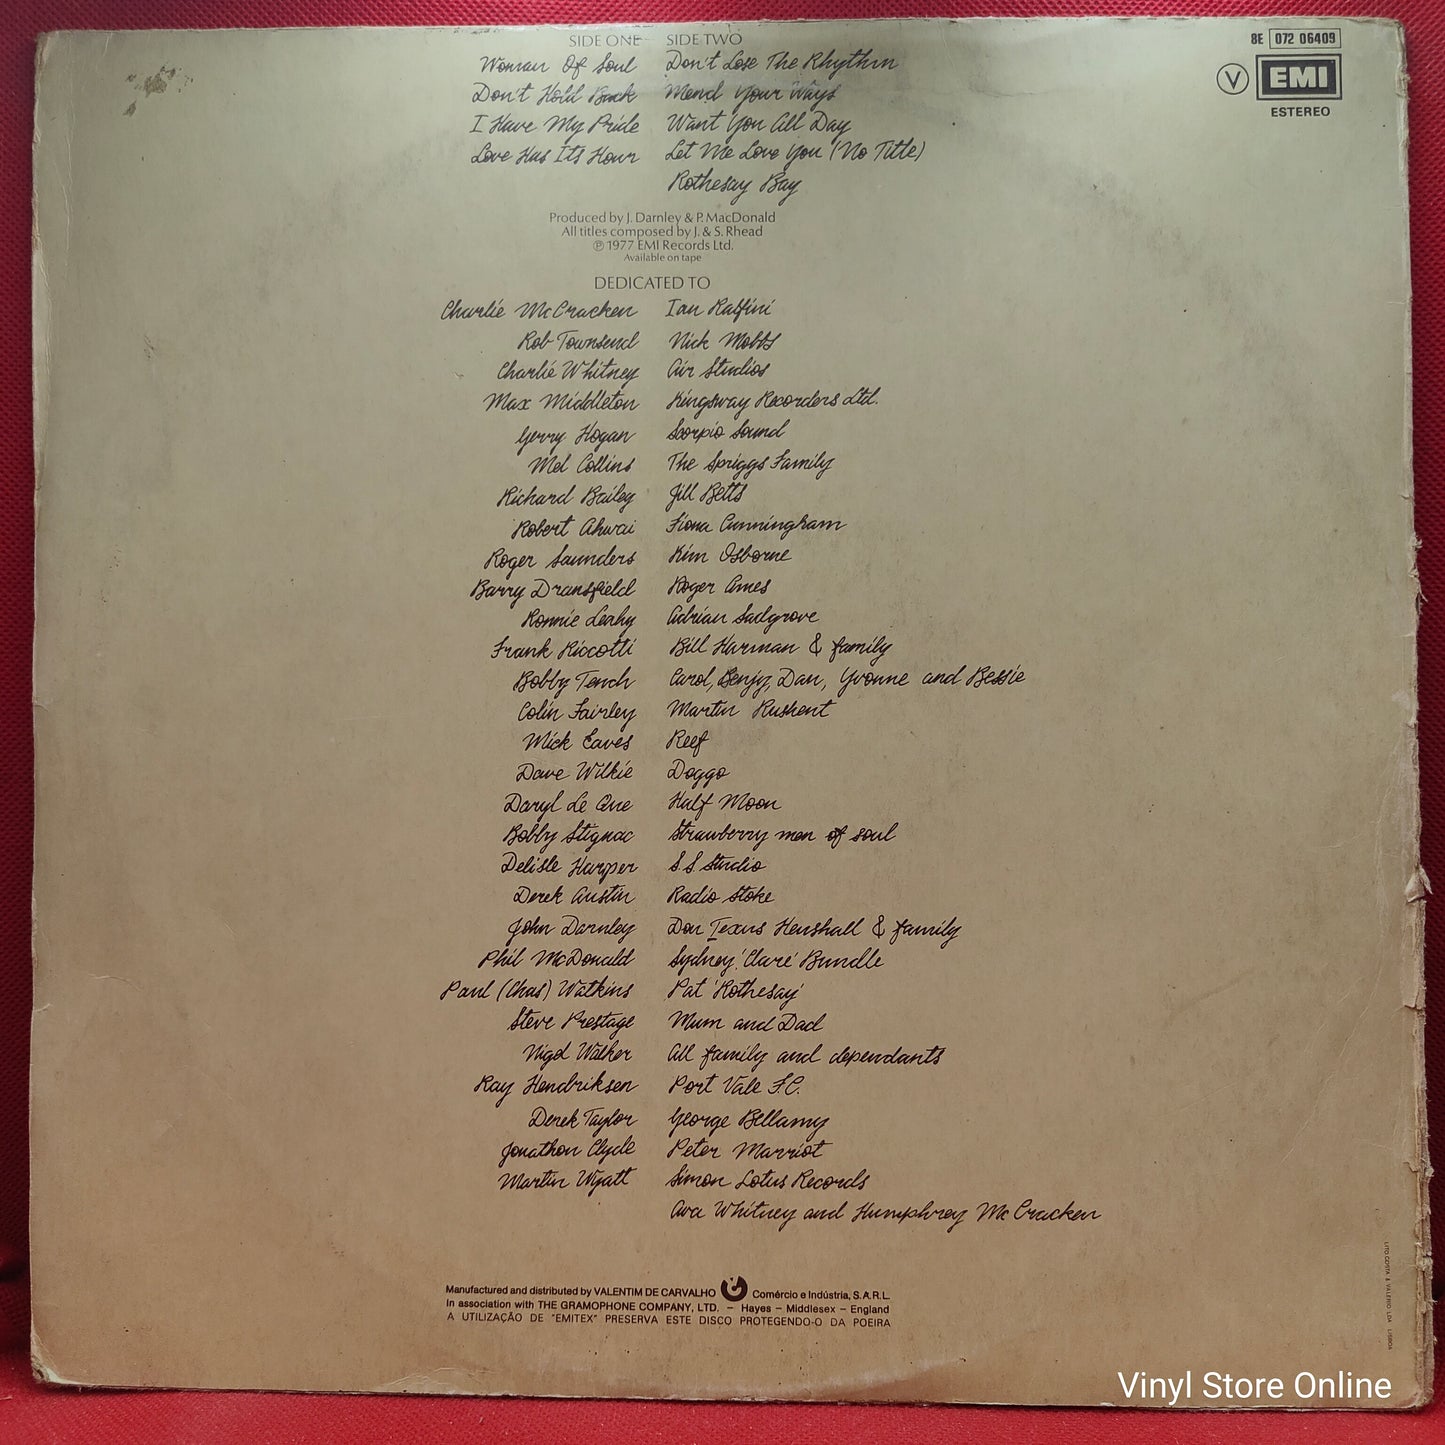 SIDE ONE SIDE TWO
Woman Of Soul Don't Lose The Rhythm
Don't Hold Back Mend Your Ways
I Have My Pride Want You All Day
Love Has Its Hour Let Me Love You (No Title)
Rothesay Bay
8E 072 06409
V EMI
ESTEREO
Produced by J. Darnley & P. MacDonald
All titles composed by J. & S. Rhead
℗ 1977 EMI Records Ltd.
Available on tape
DEDICATED TO
Charlie McCracken Ian Ralfini
Rob Townsend Nick Mobbs
Charlie Whitney Air Studios
Max Middleton Kingsway Recorders Ltd.
Gerry Hogan Scorpio Sound
Mel Collins The Spriggs Family
Richard Bailey Jill Betts
Robert Ahwai Fiona Cunningham
Roger Saunders Kim Osborne
Barry Dransfield Roger Ames
Ronnie Leahy Adrian Sadgrove
Frank Riccotti Bill Harman & family
Bobby Tench Carol, Benjy, Dan, Yvonne and Bessie
Colin Fairley Martin Rushent
Mick Eaves Reef
Dave Wilkie Doggo
Daryl Le Que Half Moon
Bobby Stignac Strawberry men of soul
Delisle Harper S.S Studio
Derek Austin Radio Stoke
John Darnley Don Texas Henshall & family
Phil McDonald Sydney 'Clare' Bundle
Paul (Chas) Watkins Pat 'Rothesay'
Steve Prestage Mum and Dad
Nigel Walker All family and dependants
Ray Hendriksen Port Vale F.C.
Derek Taylor George Bellamy
Jonathon Clyde Peter Marriot
Martin Wyatt Simon Lotus Records
Ava Whitney and Humphrey McCracken
Manufactured and distributed by VALENTIM DE CARVALHO Comércio e Indústria, S.A.R.L.
In association with THE GRAMOPHONE COMPANY, LTD. – Hayes – Middlesex – England
A UTILIZAÇÃO DE "EMITEX" PRESERVA ESTE DISCO PROTEGENDO-O DA POEIRA
LITO COSTA & VALERIO LDA LISBOA
Vinyl Store Online